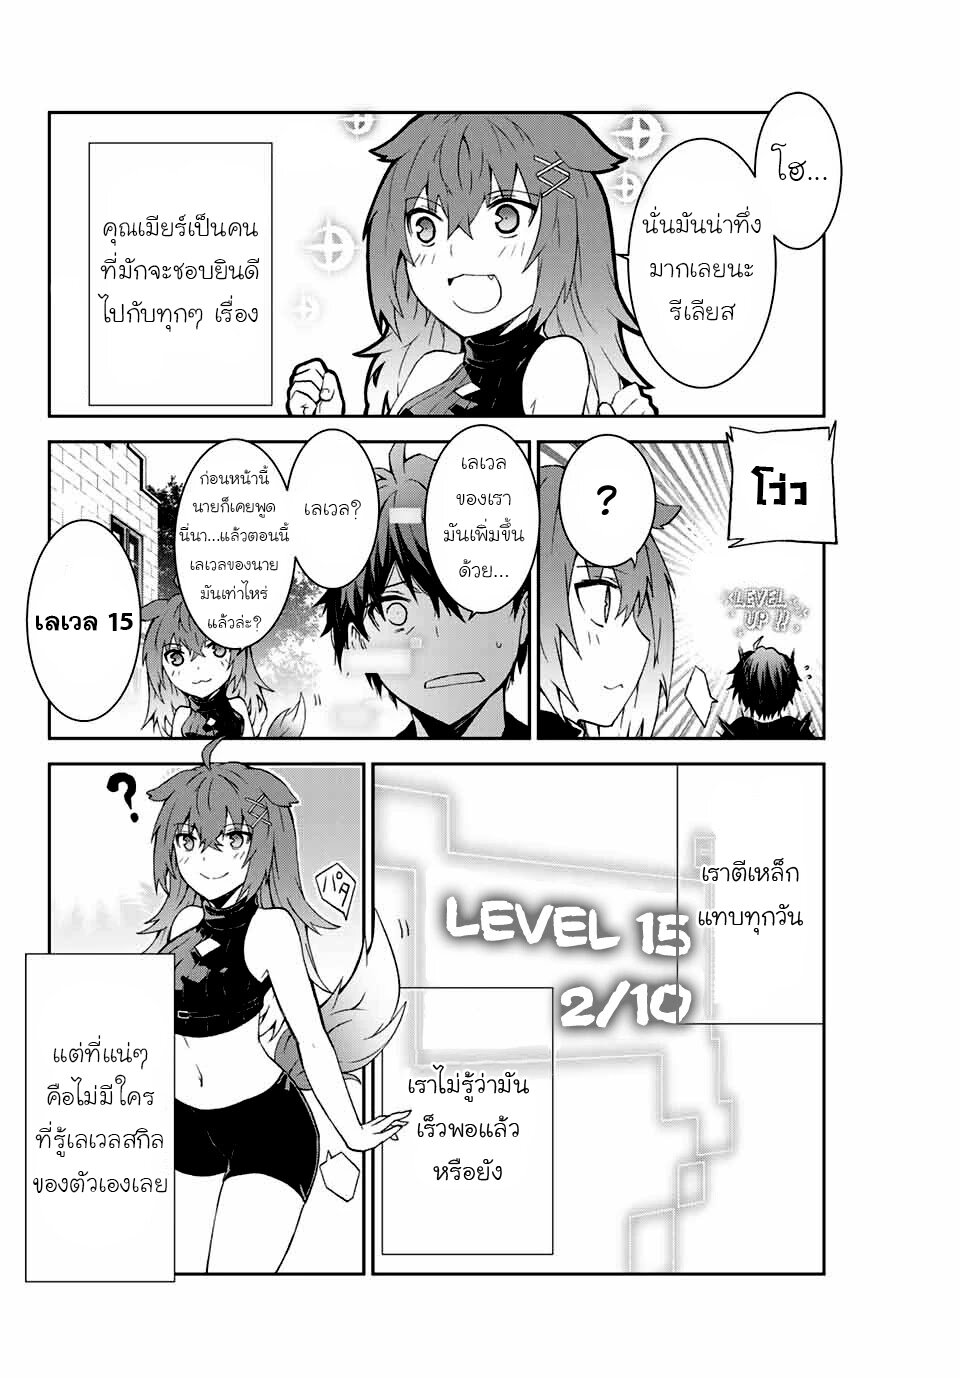 โฮ...
นั่นมันน่าทึ่ง
มากเลยนะ
รีเลียส
คุณเมียร์เป็นคน
ที่มักจะชอบยินดี
ไปกับทุกๆ เรื่อง
โว่ว
LEVEL
UP !!
?
เลเวล
ของเรา
มันเพิ่มขึ้น
ด้วย...
เลเวล?
ก่อนหน้านี้
นายก็เคยพูด
นี่นา...แล้วตอนนี้
เลเวลของนาย
มันเท่าไหร่
แล้วล่ะ?
เลเวล 15
เราตีเหล็ก
แทบทุกวัน
LEVEL 15
2/10
เราไม่รู้ว่ามัน
เร็วพอแล้ว
หรือยัง
?
パタ
แต่ที่แน่ๆ
คือไม่มีใคร
ที่รู้เลเวลสกิล
ของตัวเองเลย